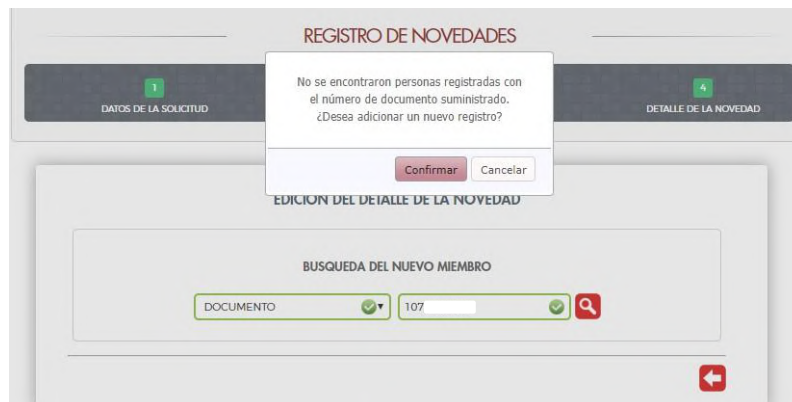 REGISTRO DE NOVEDADES
No se encontraron personas registradas con
el número de documento suministrado.
¿Desea adicionar un nuevo registro?
Confirmar Cancelar
1
DATOS DE LA SOLICITUD
4
DETALLE DE LA NOVEDAD
EDICIÓN DEL DETALLE DE LA NOVEDAD
BUSQUEDA DEL NUEVO MIEMBRO
DOCUMENTO 107